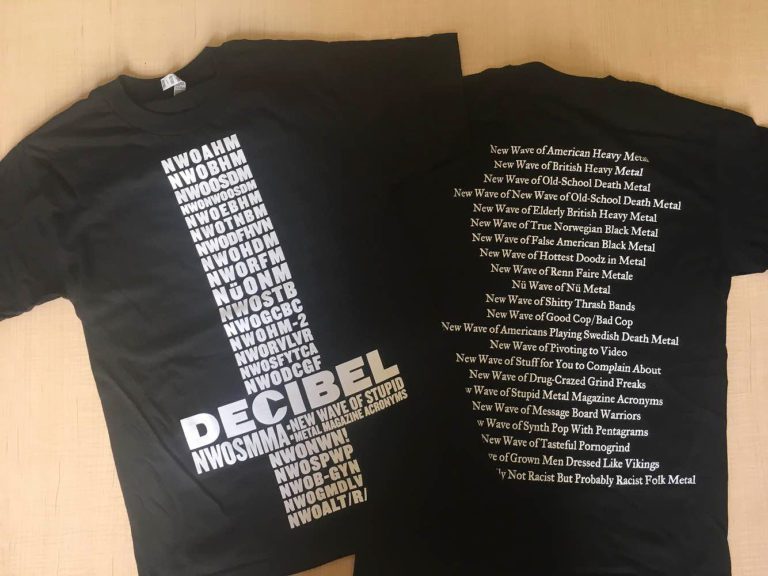 NWOAHM
NWOBHM
NWOOSDM
NWONWOOSDM
NWOEBHM
NWOTNBM
NWOHDM
NWORFM
NÜONM
NWOSTB
NWOGCBC
NWOHM-2
NWORVLVR
NWOSFYTCA
NWODCGF
DECIBEL
NWOSMMA:NEW WAVE OF STUPID
METAL MAGAZINE ACRONYMS
NWONWN!
NWOSPWP
NWOB-GYN
NWOGMDLV
NWOALT/R/
New Wave of American Heavy Metal
New Wave of British Heavy Metal
New Wave of Old-School Death Metal
New Wave of New Wave of Old-School Death Metal
New Wave of Elderly British Heavy Metal
New Wave of True Norwegian Black Metal
New Wave of False American Black Metal
New Wave of Hottest Doodz in Metal
New Wave of Renn Faire Metale
Nü Wave of Nü Metal
New Wave of Shitty Thrash Bands
New Wave of Good Cop/Bad Cop
New Wave of Americans Playing Swedish Death Metal
New Wave of Pivoting to Video
New Wave of Stuff for You to Complain About
New Wave of Drug-Crazed Grind Freaks
w Wave of Stupid Metal Magazine Acronyms
New Wave of Message Board Warriors
w Wave of Synth Pop With Pentagrams
New Wave of Tasteful Pornogrind
ve of Grown Men Dressed Like Vikings
ly Not Racist But Probably Racist Folk Metal